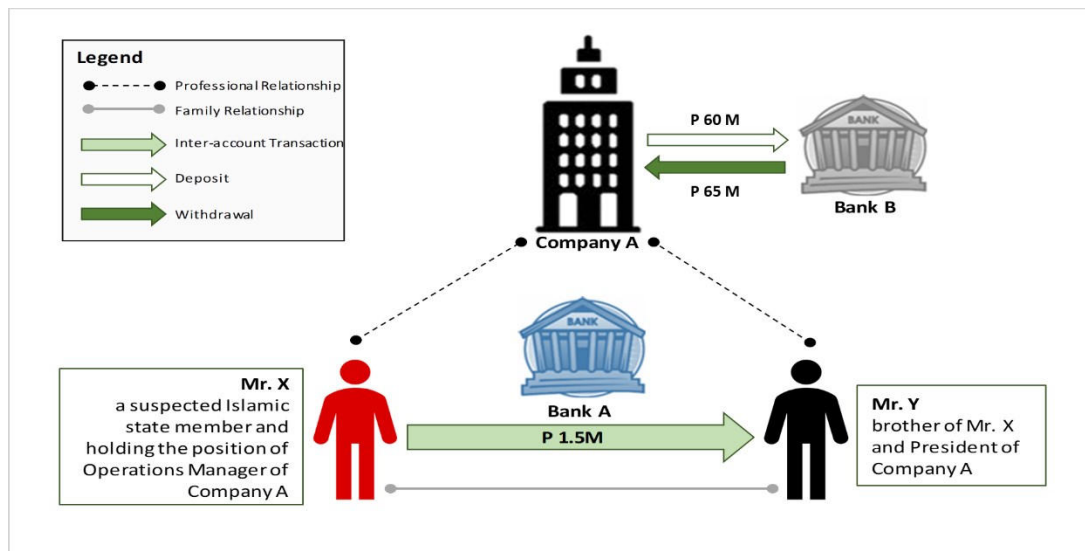 Legend
Professional Relationship
Family Relationship
Inter-account Transaction
Deposit
Withdrawal
P 60 M
P 65 M
BANK
Bank B
Company A
BANK
Bank A
P 1.5M
Mr. X
a suspected Islamic
state member and
holding the position of
Operations Manager of
Company A
Mr. Y
brother of Mr. X
and President of
Company A